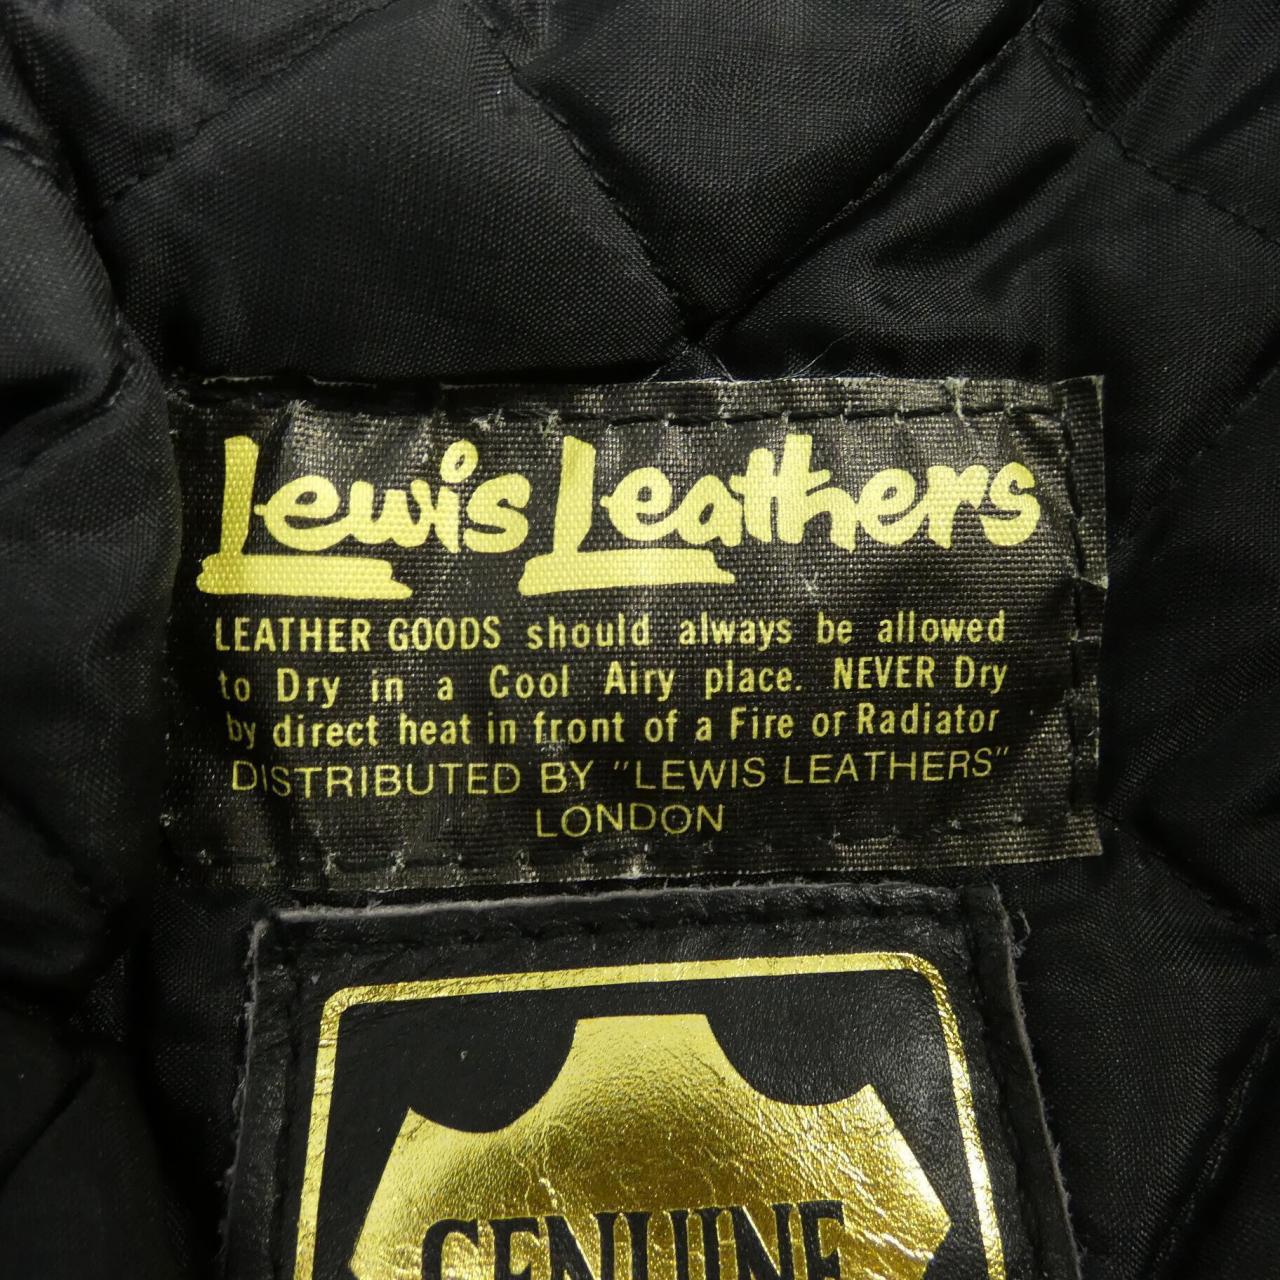 Lewis Leathers
LEATHER GOODS should always be allowed
to Dry in a Cool Airy place. NEVER Dry
by direct heat in front of a Fire or Radiator
DISTRIBUTED BY "LEWIS LEATHERS"
LONDON
GENUINE